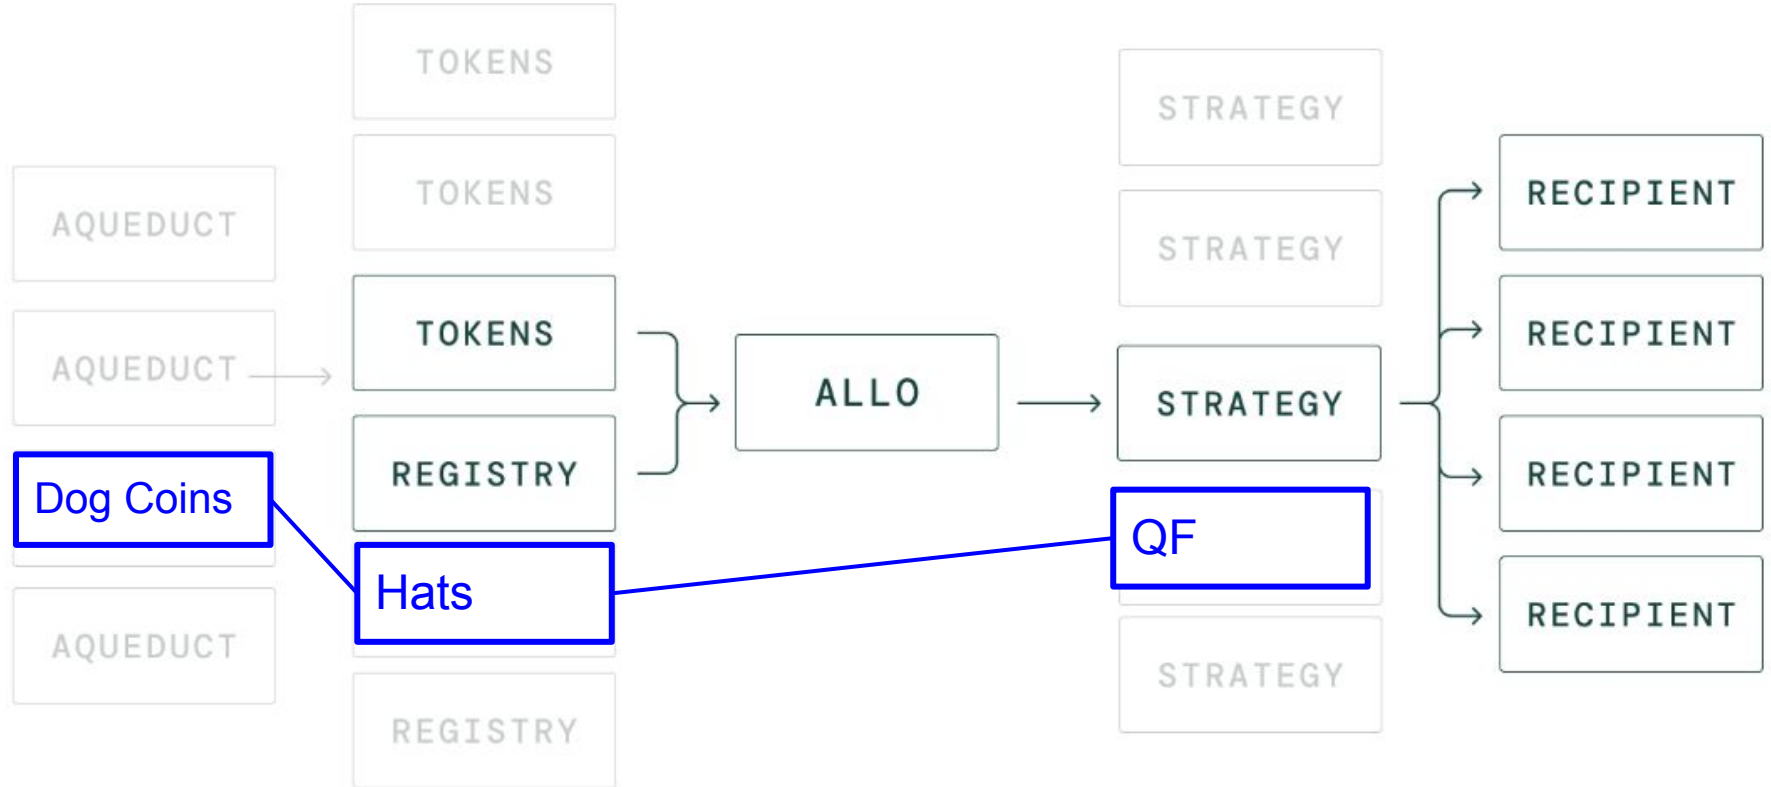 TOKENS
TOKENS
AQUEDUCT
AQUEDUCT
TOKENS
REGISTRY
Dog Coins
Hats
AQUEDUCT
REGISTRY
ALLO
STRATEGY
STRATEGY
STRATEGY
QF
STRATEGY
RECIPIENT
RECIPIENT
RECIPIENT
RECIPIENT